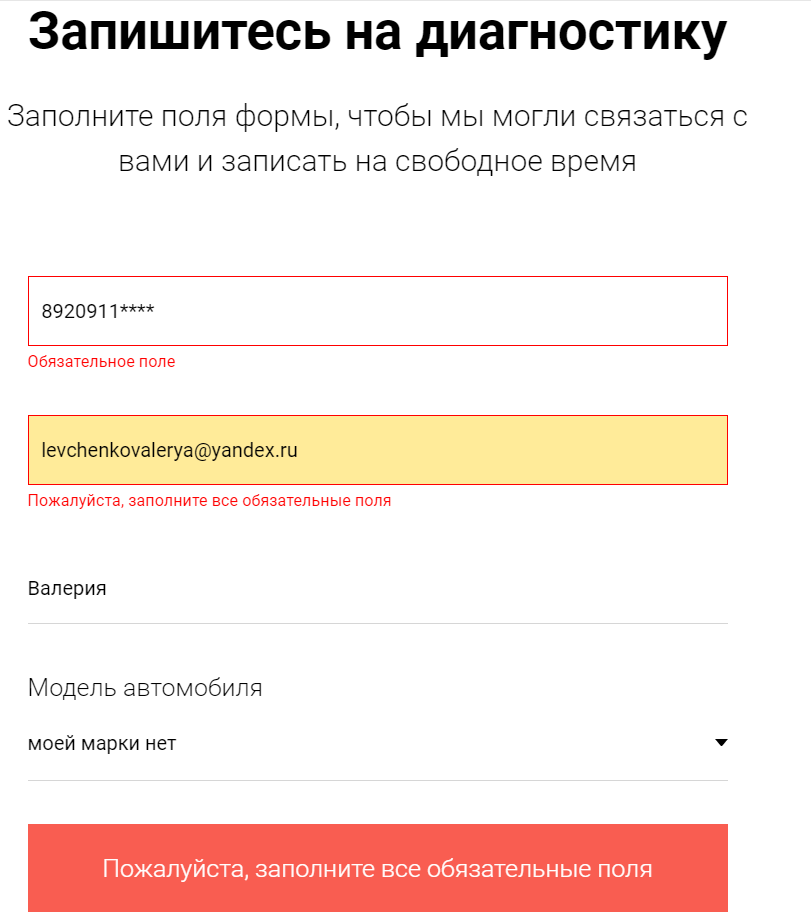 Запишитесь на диагностику
Заполните поля формы, чтобы мы могли связаться с
вами и записать на свободное время
8920911****
Обязательное поле
levchenkovalerya@yandex.ru
Пожалуйста, заполните все обязательные поля
Валерия
Модель автомобиля
моей марки нет
Пожалуйста, заполните все обязательные поля